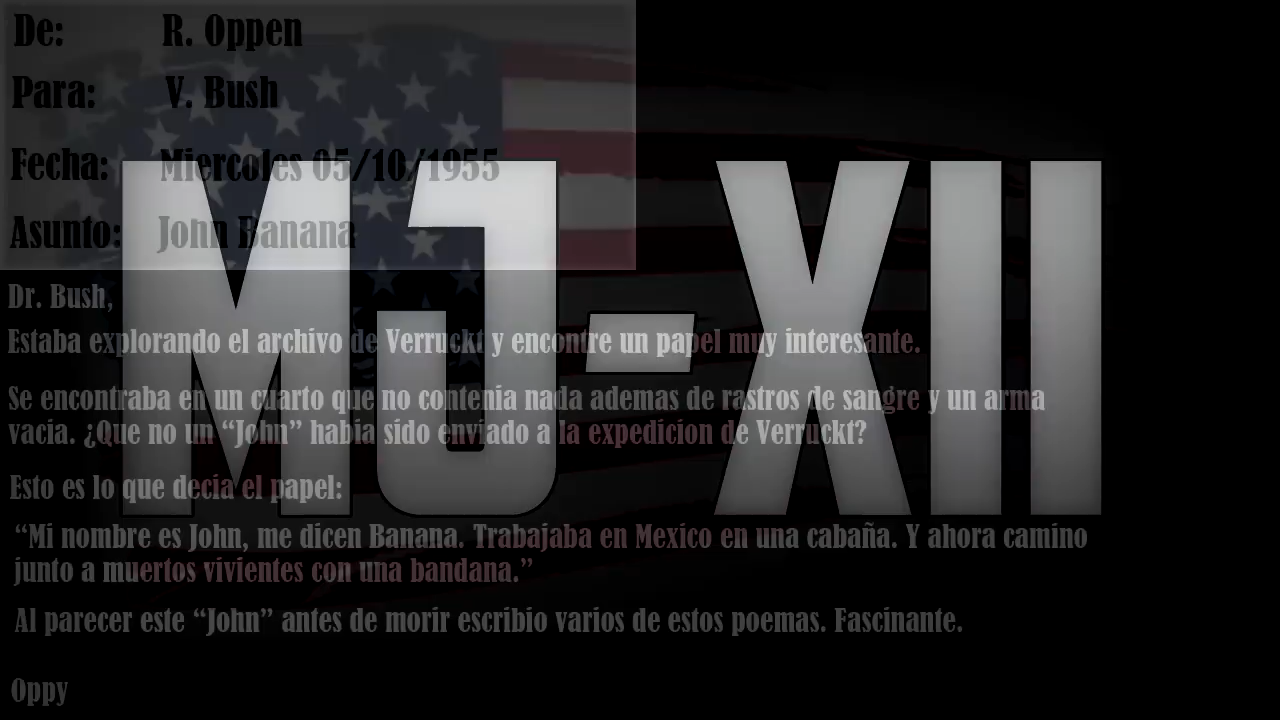 De: R. Oppen
Para: V. Bush
Fecha: Miercoles 05/10/1955
Asunto: John Banana
MJ-XII
Dr. Bush,
Estaba explorando el archivo de Verruckt y encontre un papel muy interesante.
Se encontraba en un cuarto que no contenia nada ademas de rastros de sangre y un arma
vacia. ¿Que no un “John” habia sido enviado a la expedicion de Verruckt?
Esto es lo que decia el papel:
“Mi nombre es John, me dicen Banana. Trabajaba en Mexico en una cabaña. Y ahora camino
junto a muertos vivientes con una bandana.”
Al parecer este “John” antes de morir escribio varios de estos poemas. Fascinante.
Oppy